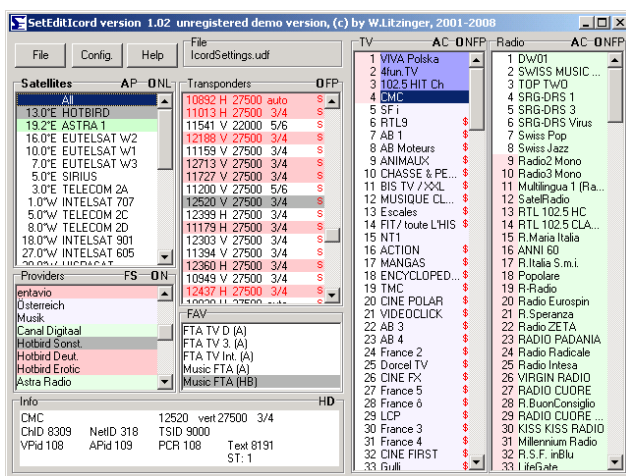 SetEditIcord version 1.02 unregistered demo version, (c) by W.Litzinger, 2001-2008
File
Config.
Help
File
IcordSettings.udf
Satellites AP ONL
All
13.0°E HOTBIRD
19.2°E ASTRA 1
16.0°E EUTELSAT W2
10.0°E EUTELSAT W1
7.0°E EUTELSAT W3
5.0°E SIRIUS
3.0°E TELECOM 2A
1.0°W INTELSAT 707
5.0°W TELECOM 2C
8.0°W TELECOM 2D
18.0°W INTELSAT 901
27.0°W INTELSAT 605
Transponders OFP
10892 H 27500 auto S
11013 H 27500 3/4 S
11541 V 22000 5/6 S
12188 V 27500 3/4 S
11159 V 27500 3/4 S
12713 V 27500 3/4 S
11727 V 27500 3/4 S
11200 V 27500 5/6 S
12520 V 27500 3/4 S
12399 H 27500 3/4 S
11179 H 27500 3/4 S
12303 V 27500 3/4 S
11394 V 27500 3/4 S
12360 H 27500 3/4 S
10949 V 27500 3/4 S
12437 H 27500 3/4 S
Providers FS ON
entavio
Österreich
Musik
Canal Digitaal
Hotbird Sonst.
Hotbird Deut.
Hotbird Erotic
Astra Radio
FAV
FTA TV D (A)
FTA TV 3. (A)
FTA TV Int. (A)
Music FTA (A)
Music FTA (HB)
Info HD
CMC 12520 vert 27500 3/4
ChID 8309 NetID 318 TSID 9000
VPid 108 APid 109 PCR 108 Text 8191
ST: 1
TV AC ONFP
1 VIVA Polska
2 4fun.TV
3 102.5 HIT Ch
4 CMC
5 SF i
6 RTL9 $
7 AB 1 $
8 AB Moteurs $
9 ANIMAUX $
10 CHASSE & PE... $
11 BIS TV / XXL $
12 MUSIQUE CL... $
13 Escales $
14 FIT/ toute L'HIS $
15 NT1
16 ACTION $
17 MANGAS $
18 ENCYCLOPED... $
19 TMC $
20 CINE POLAR $
21 VIDEOCLICK $
22 AB 3 $
23 AB 4 $
24 France 2 $
25 Dorcel TV $
26 CINE FX $
27 France 5 $
28 France ô $
29 LCP $
30 France 3 $
31 France 4 $
32 CINE FIRST $
33 Gulli $
Radio AC ONFP
1 DW01
2 SWISS MUSIC ...
3 TOP TWO
4 SRG-DRS 1
5 SRG-DRS 3
6 SRG-DRS Virus
7 Swiss Pop
8 Swiss Jazz
9 Radio2 Mono
10 Radio3 Mono
11 Multilingua 1 (Ra...
12 SatelRadio
13 RTL 102.5 HC
14 RTL 102.5 CLA...
15 R.Maria Italia
16 ANNI 60
17 R.Italia S.m.i.
18 Popolare
19 R-Radio
20 Radio Eurospin
21 R.Speranza
22 Radio ZETA
23 RADIO PADANIA
24 Radio Radicale
25 Radio Intesa
26 VIRGIN RADIO
27 RADIO CUORE
28 R.BuonConsiglio
29 RADIO CUORE ...
30 KISS KISS RADIO
31 Millennium Radio
32 R.S.F. inBlu
33 LifeGate